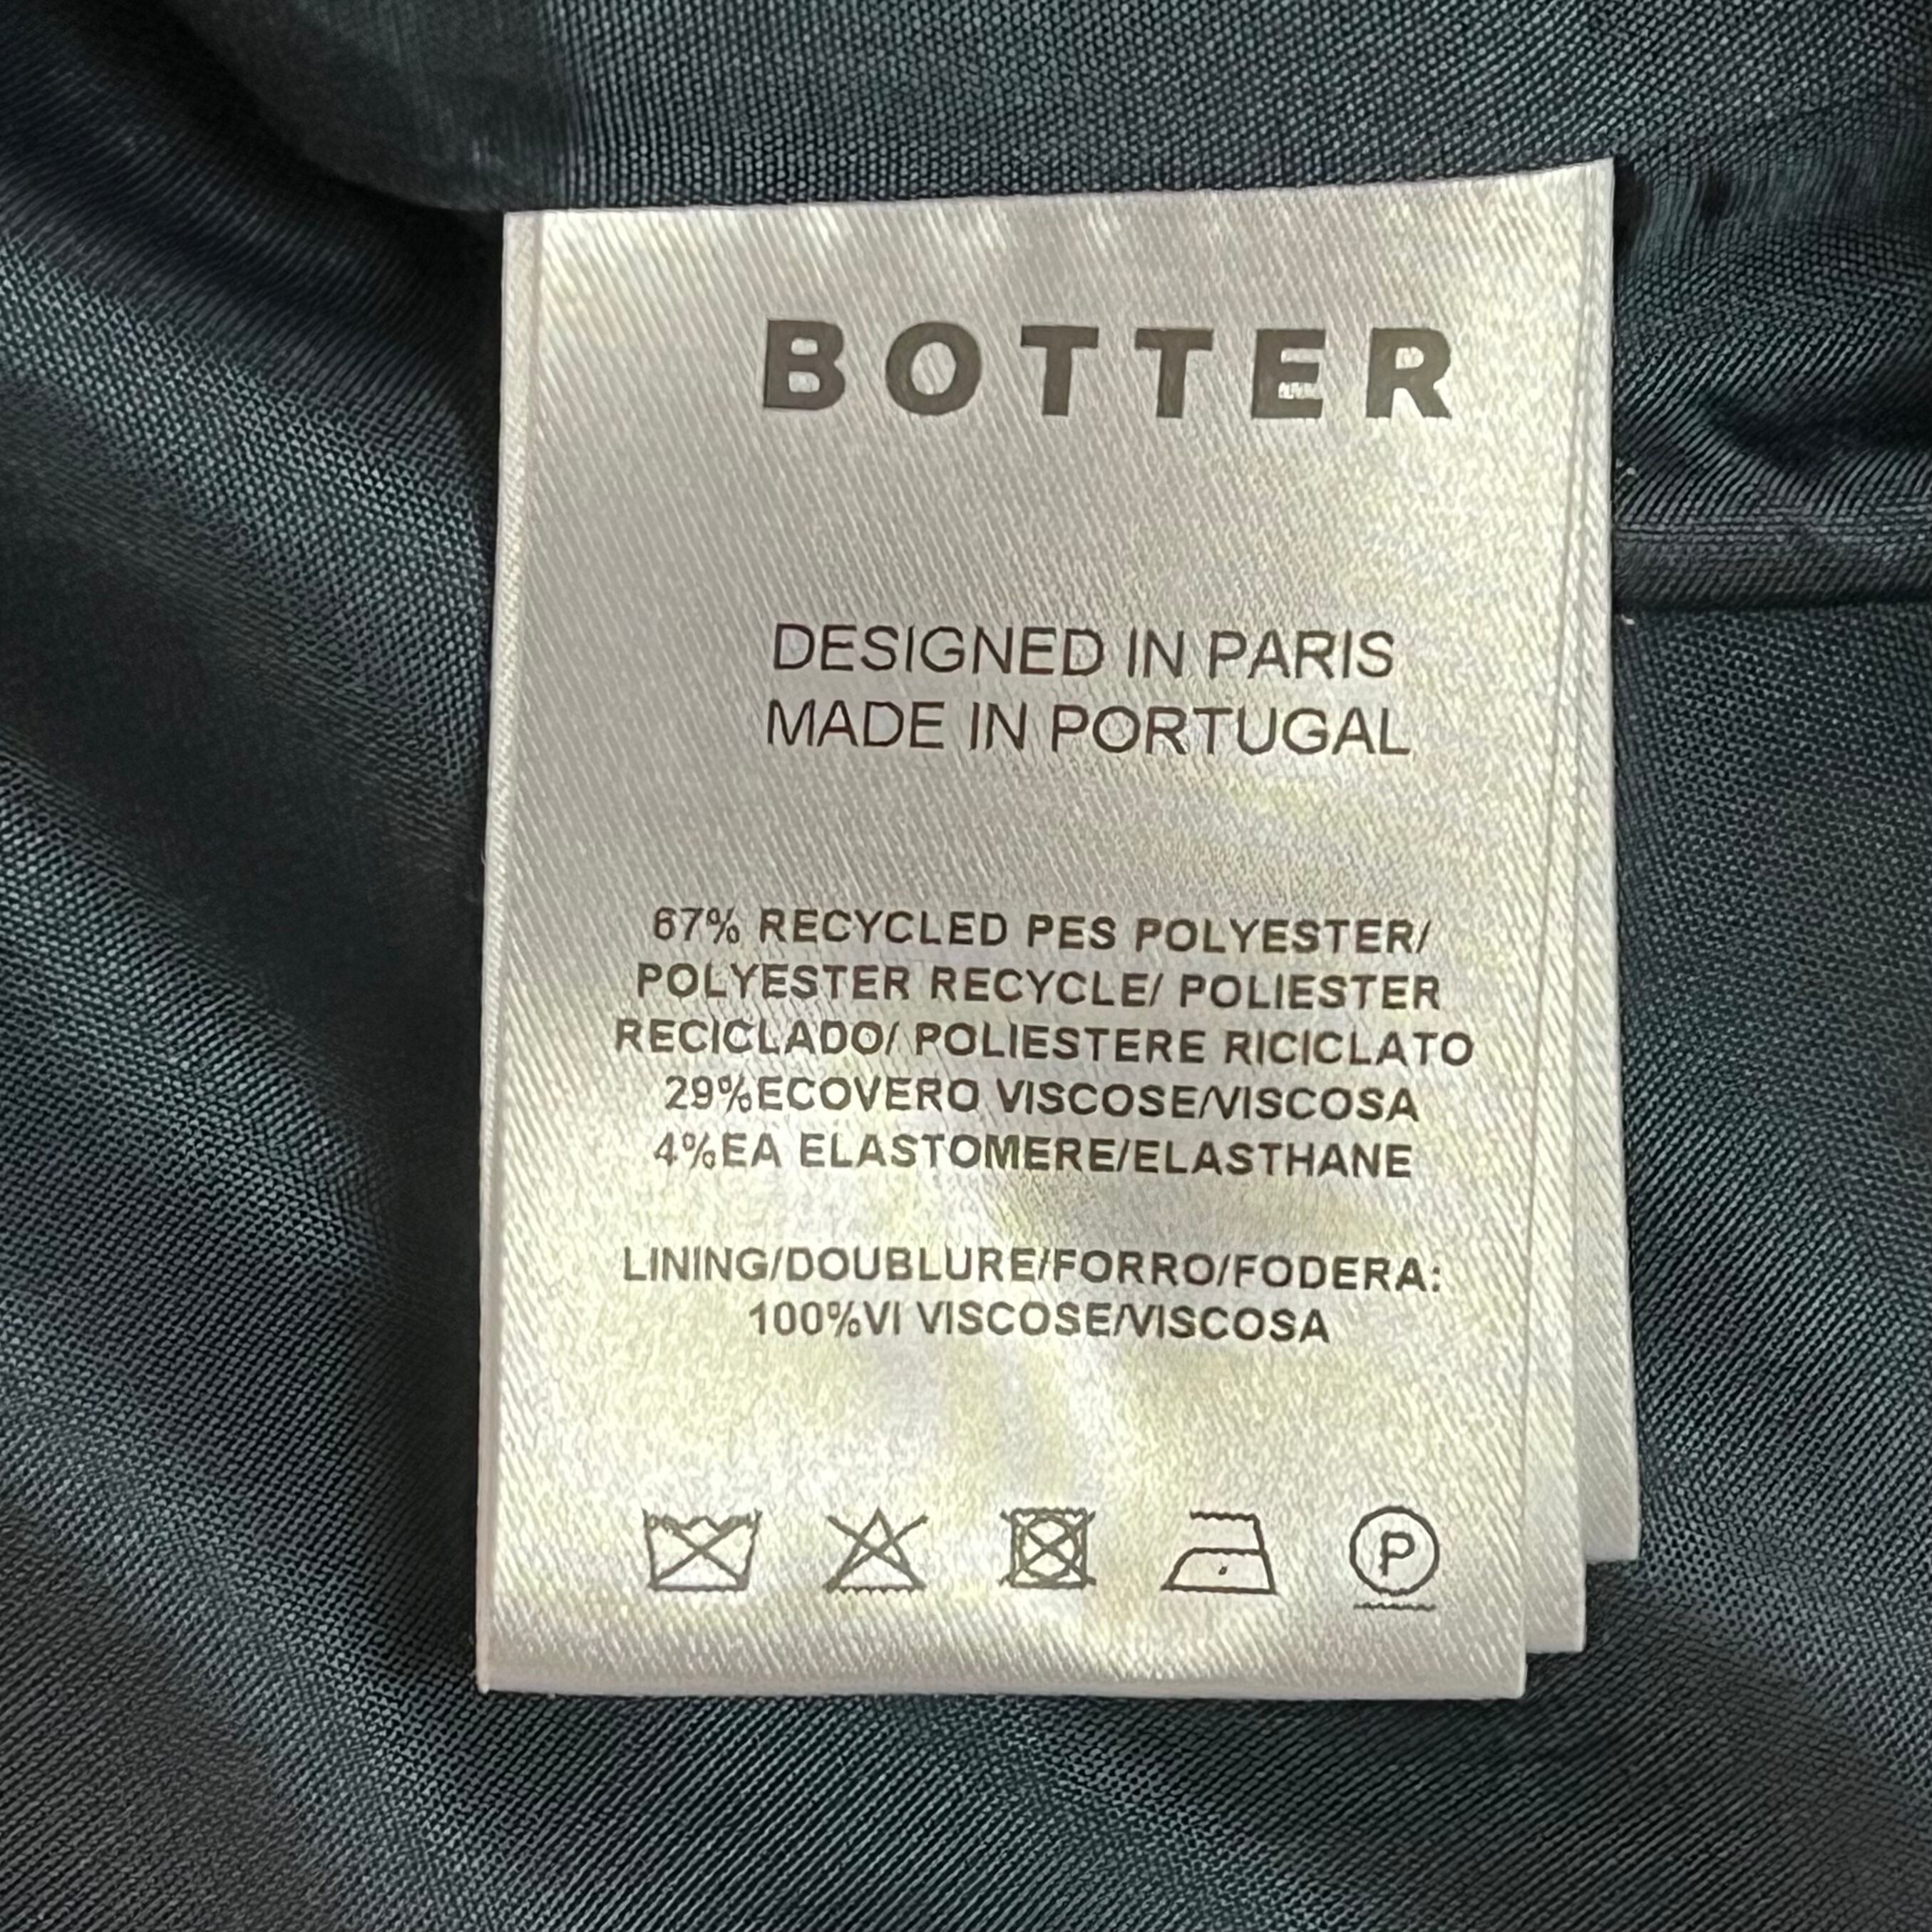 BOTTER
DESIGNED IN PARIS
MADE IN PORTUGAL
67% RECYCLED PES POLYESTER/
POLYESTER RECYCLE/ POLIESTER
RECICLADO/ POLIESTERE RICICLATO
29%ECOVERO VISCOSE/VISCOSA
4%EA ELASTOMERE/ELASTHANE
LINING/DOUBLURE/FORRO/FODERA:
100%VI VISCOSE/VISCOSA
P